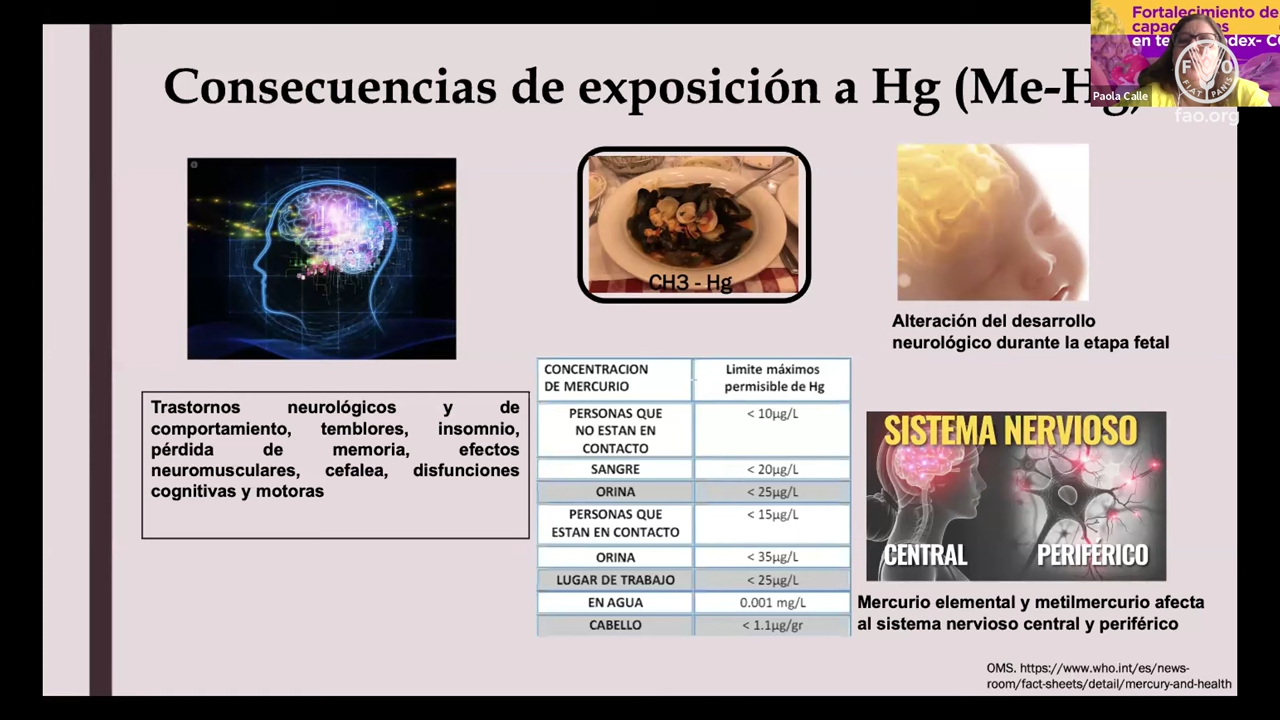 Consecuencias de exposición a Hg (Me-Hg)
Fortalecimiento de
en
Paola Calle
FAO
FIAT PANIS
fao.org
CH3 - Hg
Alteración del desarrollo
neurológico durante la etapa fetal
Trastornos neurológicos y de
comportamiento, temblores, insomnio,
pérdida de memoria, efectos
neuromusculares, cefalea, disfunciones
cognitivas y motoras
CONCENTRACION
DE MERCURIO
Limite máximos
permisible de Hg
PERSONAS QUE
NO ESTAN EN
CONTACTO
< 10µg/L
SANGRE
< 20µg/L
ORINA
< 25µg/L
PERSONAS QUE
ESTAN EN CONTACTO
< 15µg/L
ORINA
< 35µg/L
LUGAR DE TRABAJO
< 25µg/L
EN AGUA
0.001 mg/L
CABELLO
< 1.1µg/gr
SISTEMA NERVIOSO
CENTRAL
PERIFÉRICO
Mercurio elemental y metilmercurio afecta
al sistema nervioso central y periférico
OMS. https://www.who.int/es/news-
room/fact-sheets/detail/mercury-and-health